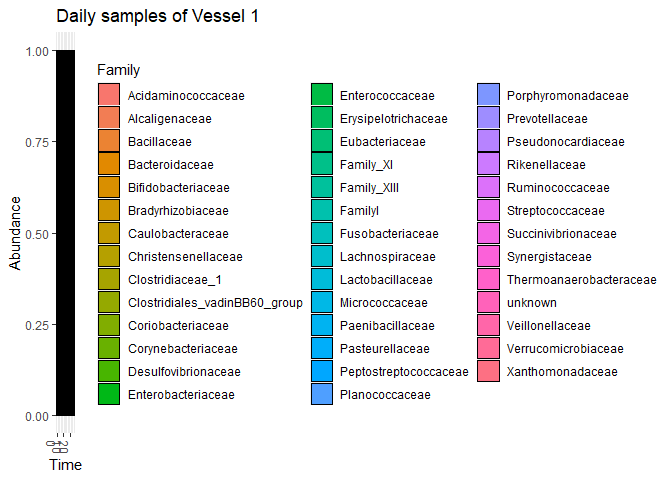 Daily samples of Vessel 1
Abundance
1.00
0.75
0.50
0.25
0.00
Time
Family
Acidaminococcaceae
Alcaligenaceae
Bacillaceae
Bacteroidaceae
Bifidobacteriaceae
Bradyrhizobiaceae
Caulobacteraceae
Christensenellaceae
Clostridiaceae_1
Clostridiales_vadinBB60_group
Coriobacteriaceae
Corynebacteriaceae
Desulfovibrionaceae
Enterobacteriaceae
Enterococcaceae
Erysipelotrichaceae
Eubacteriaceae
Family_XI
Family_XIII
FamilyI
Fusobacteriaceae
Lachnospiraceae
Lactobacillaceae
Micrococcaceae
Paenibacillaceae
Pasteurellaceae
Peptostreptococcaceae
Planococcaceae
Porphyromonadaceae
Prevotellaceae
Pseudonocardiaceae
Rikenellaceae
Ruminococcaceae
Streptococcaceae
Succinivibrionaceae
Synergistaceae
Thermoanaerobacteraceae
unknown
Veillonellaceae
Verrucomicrobiaceae
Xanthomonadaceae